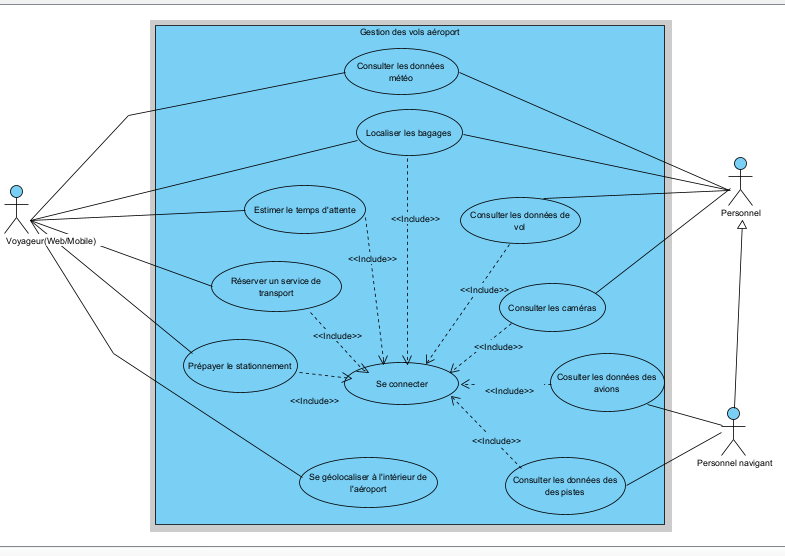 Gestion des vols aéroport
Consulter les données
météo
Localiser les bagages
Estimer le temps d'attente
<<Include>>
Consulter les données de
vol
Personnel
Voyageur(Web/Mobile)
<<Include>>
Réserver un service de
transport
<<Include>>
Consulter les caméras
<<Include>>
<<Include>>
Prépayer le stationnement
Se connecter
Cosulter les données des
avions
<<Include>>
<<Include>>
<<Include>>
Personnel navigant
Se géolocaliser à l'intérieur de
l'aéroport
Consulter les données des
des pistes